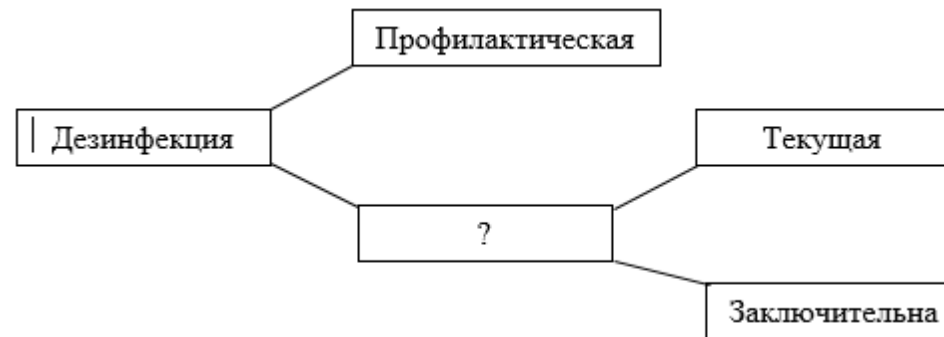 Профилактическая
Дезинфекция
Текущая
?
Заключительна